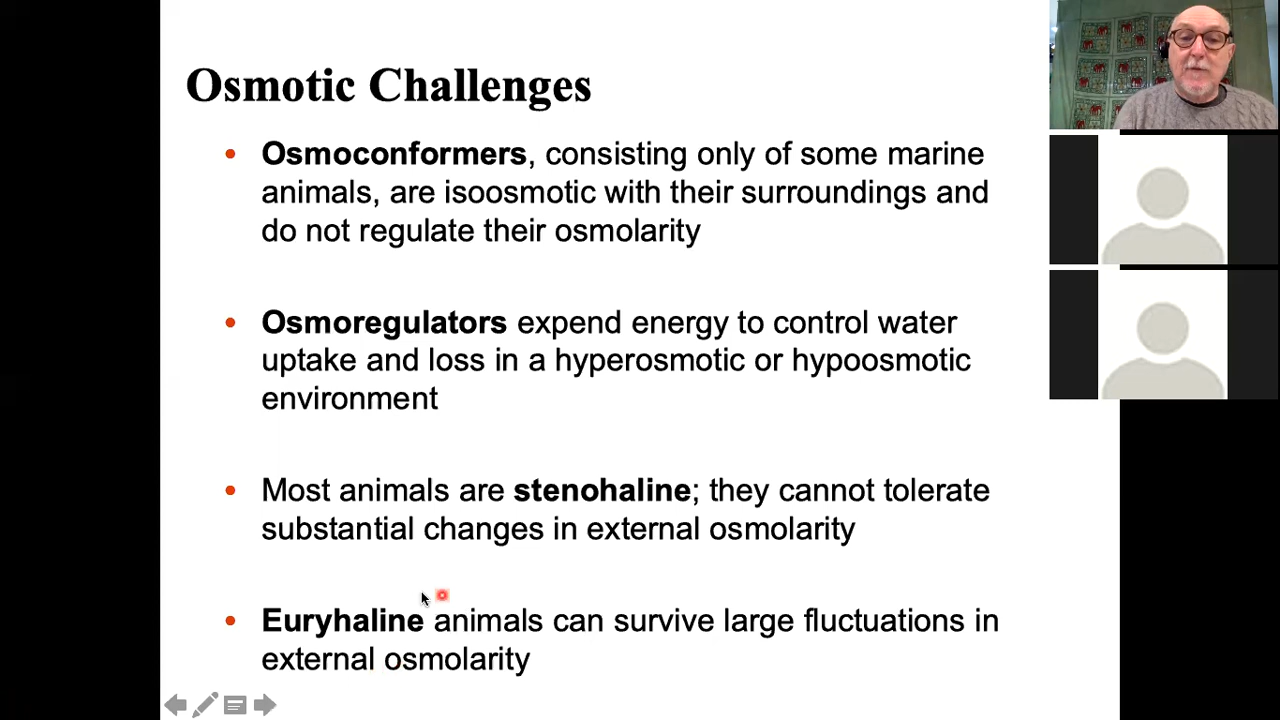 Osmotic Challenges
• Osmoconformers, consisting only of some marine
animals, are isoosmotic with their surroundings and
do not regulate their osmolarity
• Osmoregulators expend energy to control water
uptake and loss in a hyperosmotic or hypoosmotic
environment
• Most animals are stenohaline; they cannot tolerate
substantial changes in external osmolarity
• Euryhaline animals can survive large fluctuations in
external osmolarity